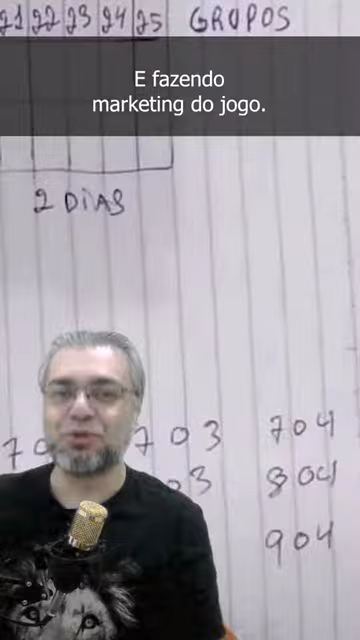 21 22 23 24 25 GRUPOS
E fazendo
marketing do jogo.
2 DiAS
703 704
804
904